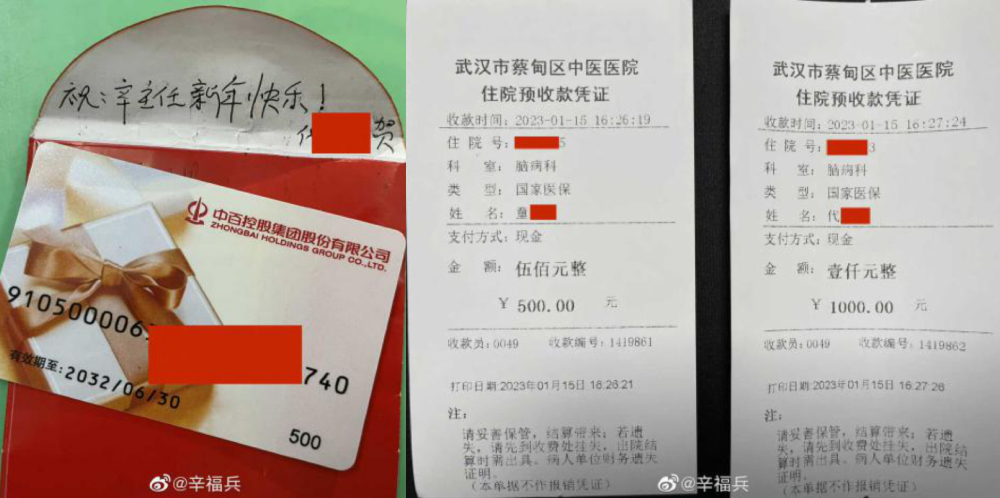 祝:辛主任新年快乐!
代
贺
中百控股集团股份有限公司
ZHONGBAI HOLDINGS GROUP CO.,LTD.
9105000063
740
有效期至:2032/06/30
500
@辛福兵
武汉市蔡甸区中医医院
住院预收款凭证
收款时间:2023-01-15 16:26:19
住 院 号: 5
科 室: 脑病科
类 型: 国家医保
姓 名: 童
支付方式: 现金
金 额: 伍佰元整
¥ 500.00 元
收款员:0049 收款编号:1419861
打印日期:2023年01月15日 16:26:21
注:
请妥善保管,结算带来;若遗
失,请先到收费处挂失,出院结
算时需出具、病人单位财务遗失
证明。
(本单据不作报销凭证)
@辛福兵
武汉市蔡甸区中医医院
住院预收款凭证
收款时间:2023-01-15 16:27:24
住 院 号: 3
科 室: 脑病科
类 型: 国家医保
姓 名: 代
支付方式: 现金
金 额: 壹仟元整
¥ 1000.00 元
收款员:0049 收款编号:1419862
打印日期:2023年01月15日 16:27:26
注:
请妥善保管,结算带来;若遗
失,请先到收费处挂失,出院结
算时需出具、病人单位财务遗失
证明。
(本单据不作报销凭证)
@辛福兵